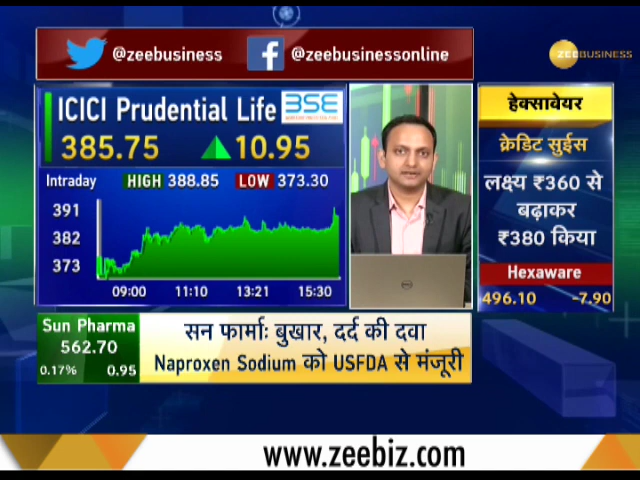 @zeebusiness
@zeebusinessonline
ZEEBUSINESS
ICICI Prudential Life
BSE
385.75 10.95
Intraday HIGH 388.85 LOW 373.30
391
382
373
09:00 11:10 13:21 15:30
DELL
हेक्सावेयर
क्रेडिट सुईस
लक्ष्य ₹360 से
बढ़ाकर
₹380 किया
Hexaware
496.10 -7.90
Sun Pharma
562.70
0.17% 0.95
सन फार्माः बुखार, दर्द की दवा
Naproxen Sodium को USFDA से मंजूरी
www.zeebiz.com